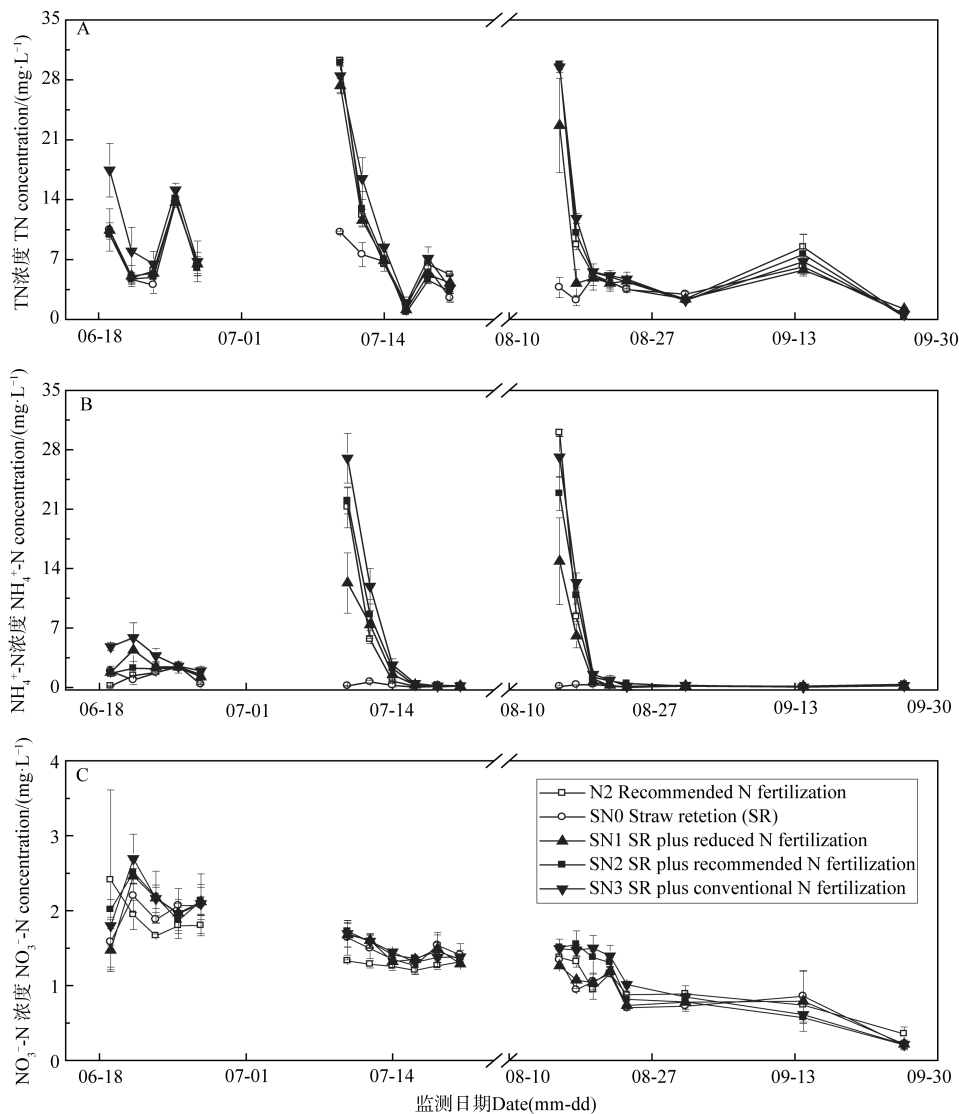 A
TN浓度 TN concentration/(mg·L⁻¹)
35
28
21
14
7
0
06-18 07-01 07-14 08-10 08-27 09-13 09-30
B
NH₄⁺-N浓度 NH₄⁺-N concentration/(mg·L⁻¹)
35
28
21
14
7
0
06-18 07-01 07-14 08-10 08-27 09-13 09-30
C
NO₃⁻-N 浓度 NO₃⁻-N concentration/(mg·L⁻¹)
4
3
2
1
0
N2 Recommended N fertilization
SN0 Straw retetion (SR)
SN1 SR plus reduced N fertilization
SN2 SR plus recommended N fertilization
SN3 SR plus conventional N fertilization
06-18 07-01 07-14 08-10 08-27 09-13 09-30
监测日期Date(mm-dd)